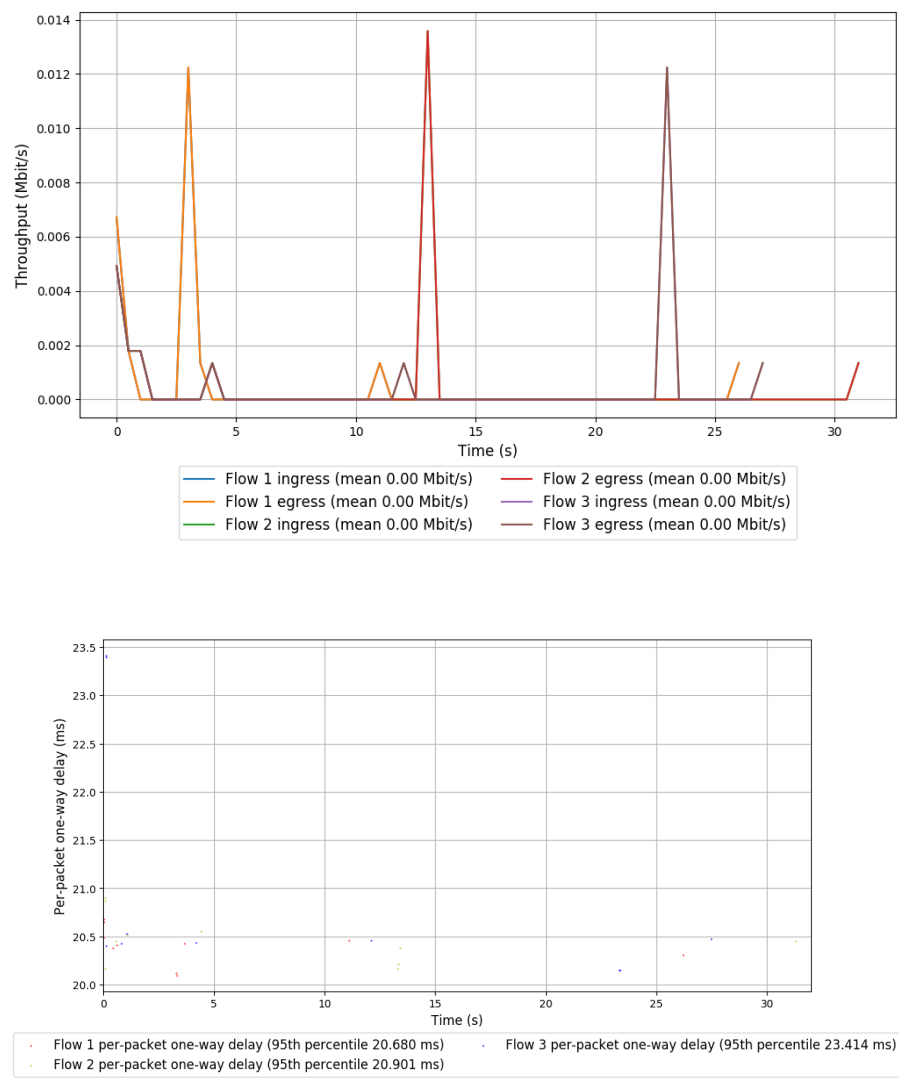 0.014
0.012
0.010
0.008
0.006
0.004
0.002
0.000
Throughput (Mbit/s)
0 5 10 15 20 25 30
Time (s)
Flow 1 ingress (mean 0.00 Mbit/s)
Flow 1 egress (mean 0.00 Mbit/s)
Flow 2 ingress (mean 0.00 Mbit/s)
Flow 2 egress (mean 0.00 Mbit/s)
Flow 3 ingress (mean 0.00 Mbit/s)
Flow 3 egress (mean 0.00 Mbit/s)
23.5
23.0
22.5
22.0
21.5
21.0
20.5
20.0
Per-packet one-way delay (ms)
0 5 10 15 20 25 30
Time (s)
Flow 1 per-packet one-way delay (95th percentile 20.680 ms)
Flow 2 per-packet one-way delay (95th percentile 20.901 ms)
Flow 3 per-packet one-way delay (95th percentile 23.414 ms)